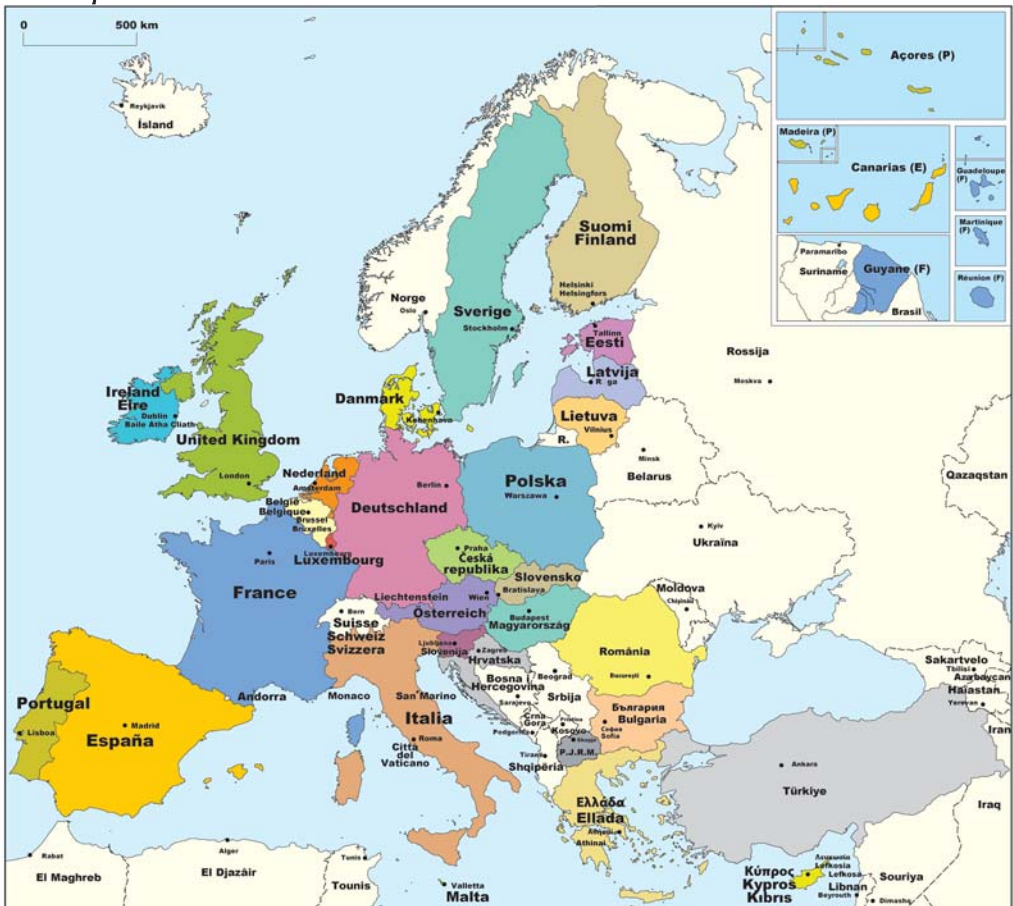 0 500 km
Reykjavik
Ísland
Açores (P)
Madeira (P)
Canarias (E)
Guadeloupe
(F)
Martinique
(F)
Réunion (F)
Paramaribo
Suriname
Guyane (F)
Brasil
Suomi
Finland
Helsinki
Helsingfors
Norge
Oslo
Sverige
Stockholm
Tallinn
Eesti
Latvija
R ga
Lietuva
Vilnius
R.
Rossija
Moskva
Danmark
København
Ireland
Éire
Dublin
Baile Atha Cliath
United Kingdom
London
Nederland
Amsterdam
België
Belgique
Brussel
Bruxelles
Luxembourg
Luxembourg
Deutschland
Berlin
Polska
Warszawa
Minsk
Belarus
Qazaqstan
Kyiv
Ukraïna
Praha
Česká
republika
Slovensko
Bratislava
Paris
France
Liechtenstein
Wien
Österreich
Budapest
Magyarország
Moldova
Chişinău
Bern
Suisse
Schweiz
Svizzera
Ljubljana
Slovenija
Zagreb
Hrvatska
România
Bucureşti
Bosna i
Hercegovina
Sarajevo
Beograd
Srbija
Sakartvelo
Tbilisi
Azərbaycan
Haïastan
Yerevan
Iran
Andorra
Monaco
San Marino
Portugal
Lisboa
Madrid
España
Italia
Roma
Città
del
Vaticano
Crna
Gora
Podgorica
Pristina
Kosovo
България
Bulgaria
София
Sofia
Skopje
P.J.R.M.
Tirana
Shqipëria
Ankara
Türkiye
Ελλάδα
Ellada
Athinai
Iraq
Rabat
El Maghreb
Alger
El Djazàir
Tunis
Tounis
Valletta
Malta
Κύπρος
Kypros
Kıbrıs
Λευκωσία
Lefkosia
Lefkosa
Libnan
Beyrouth
Souriya
Dimashq